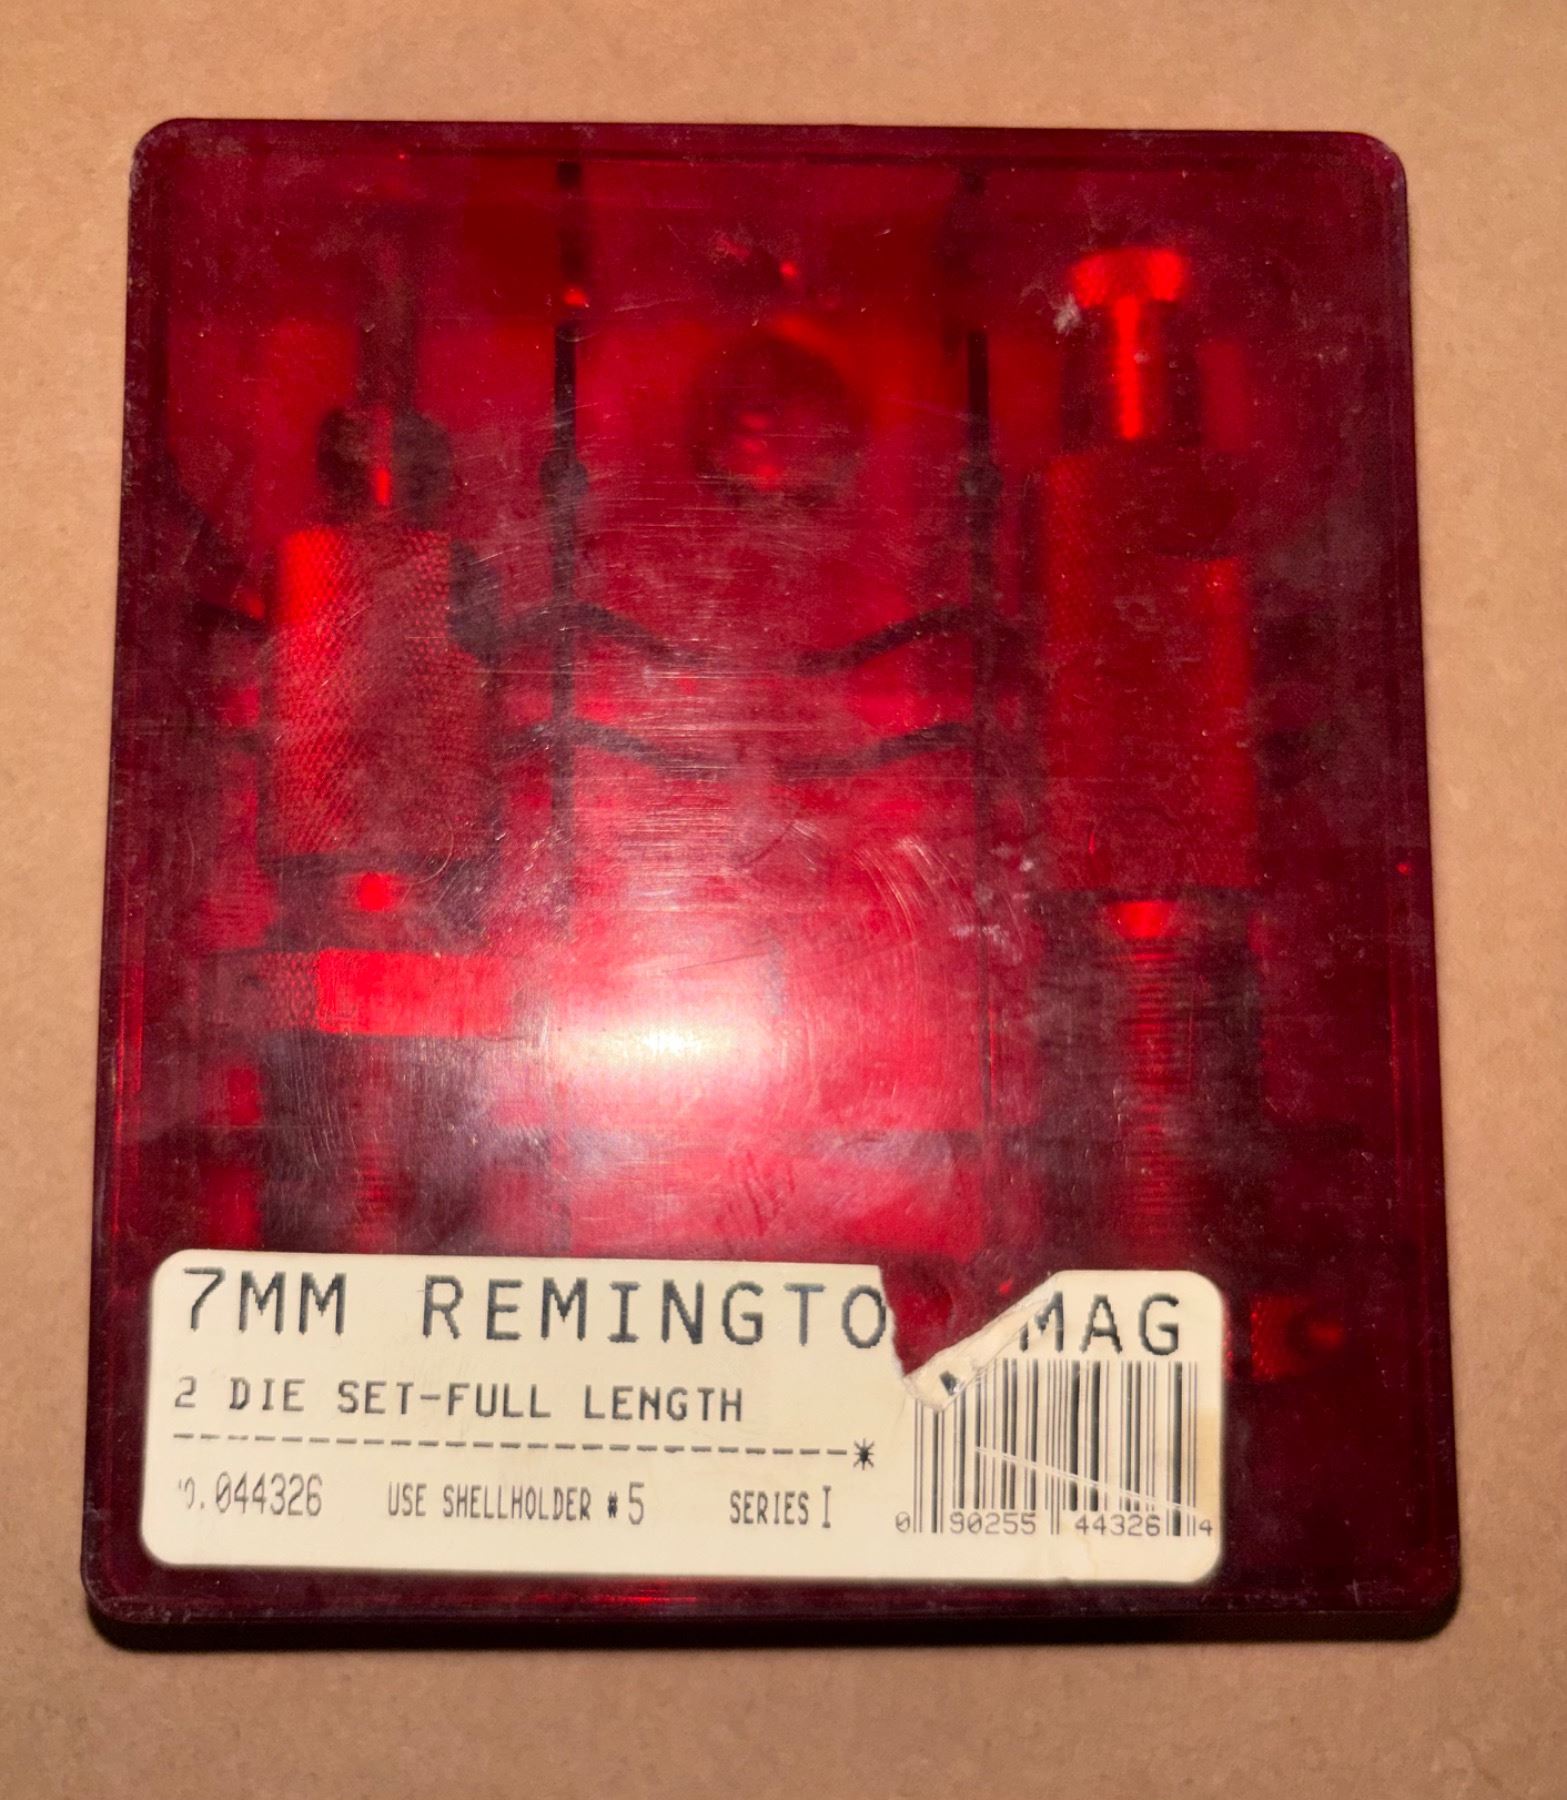 7MM REMINGTO MAG
2 DIE SET-FULL LENGTH
044326 USE SHELLHOLDER #5 SERIES I
0 90255 44326 4